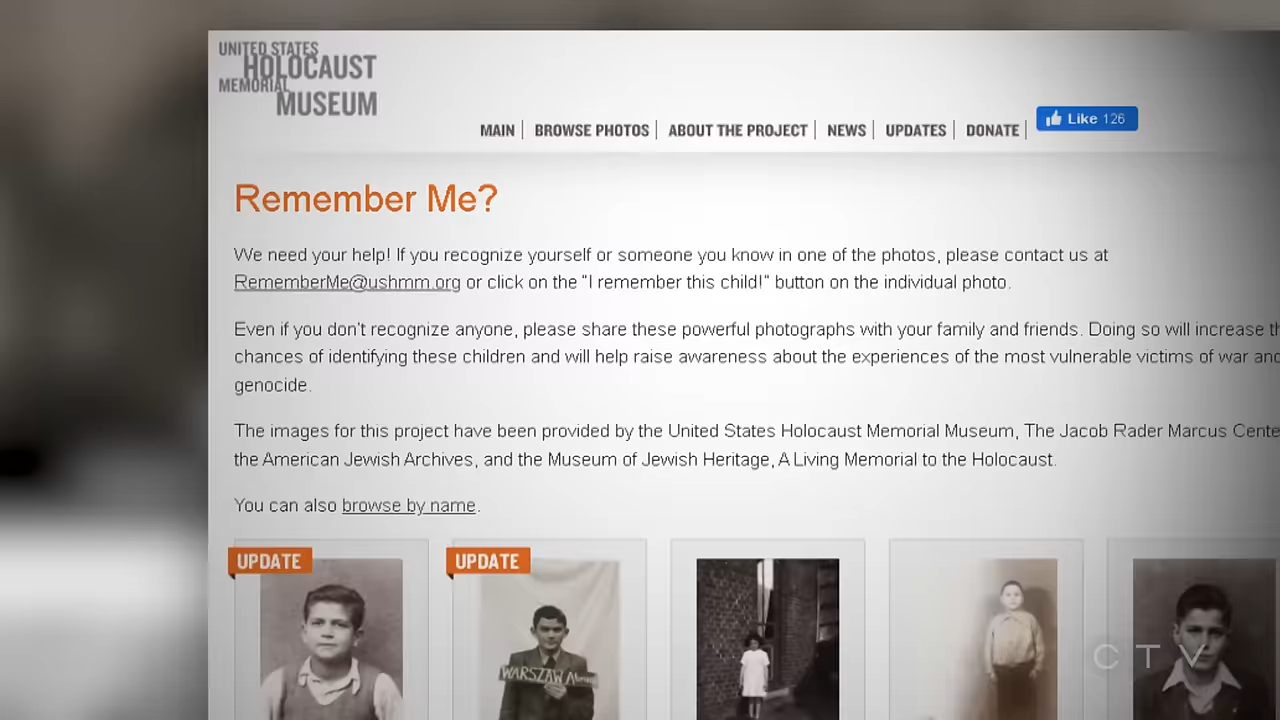 UNITED STATES
HOLOCAUST
MEMORIAL
MUSEUM
MAIN
BROWSE PHOTOS
ABOUT THE PROJECT
NEWS
UPDATES
DONATE
Like 126
Remember Me?
We need your help! If you recognize yourself or someone you know in one of the photos, please contact us at
RememberMe@ushmm.org or click on the "I remember this child!" button on the individual photo.
Even if you don't recognize anyone, please share these powerful photographs with your family and friends. Doing so will increase
chances of identifying these children and will help raise awareness about the experiences of the most vulnerable victims of war and
genocide.
The images for this project have been provided by the United States Holocaust Memorial Museum, The Jacob Rader Marcus
the American Jewish Archives, and the Museum of Jewish Heritage, A Living Memorial to the Holocaust.
You can also browse by name.
UPDATE
UPDATE
WARSZAW
CTV